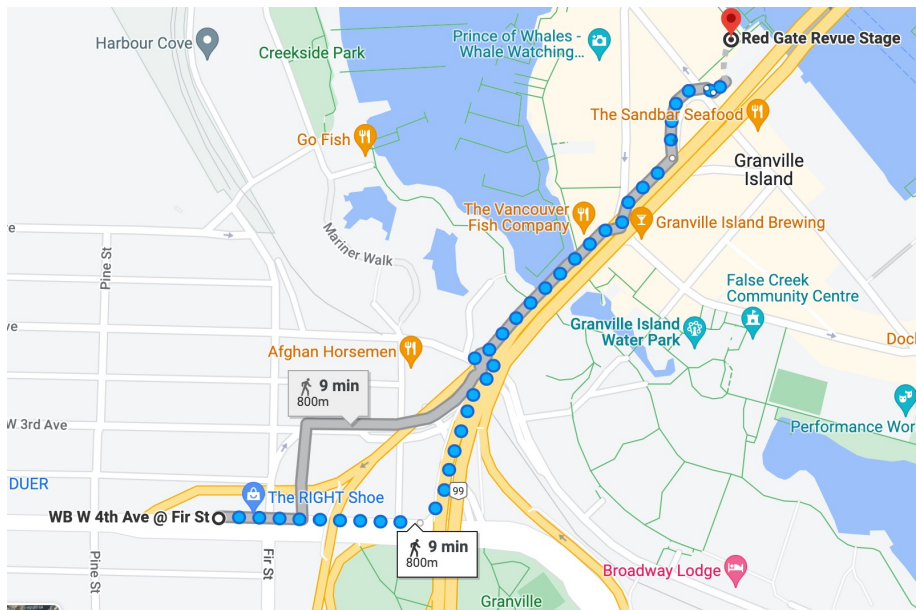 Harbour Cove
Creekside Park
Prince of Whales -
Whale Watching...
Red Gate Revue Stage
Go Fish
The Sandbar Seafood
Granville
Island
The Vancouver
Fish Company
Granville Island Brewing
ve
Pine St
Mariner Walk
False Creek
Community Centre
Granville Island
Water Park
ve
Afghan Horsemen
Doc
9 min
800m
W 3rd Ave
Performance Wor
DUER
The RIGHT Shoe
99
WB W 4th Ave @ Fir St
9 min
800m
Pine St
Fir St
Broadway Lodge
Granville